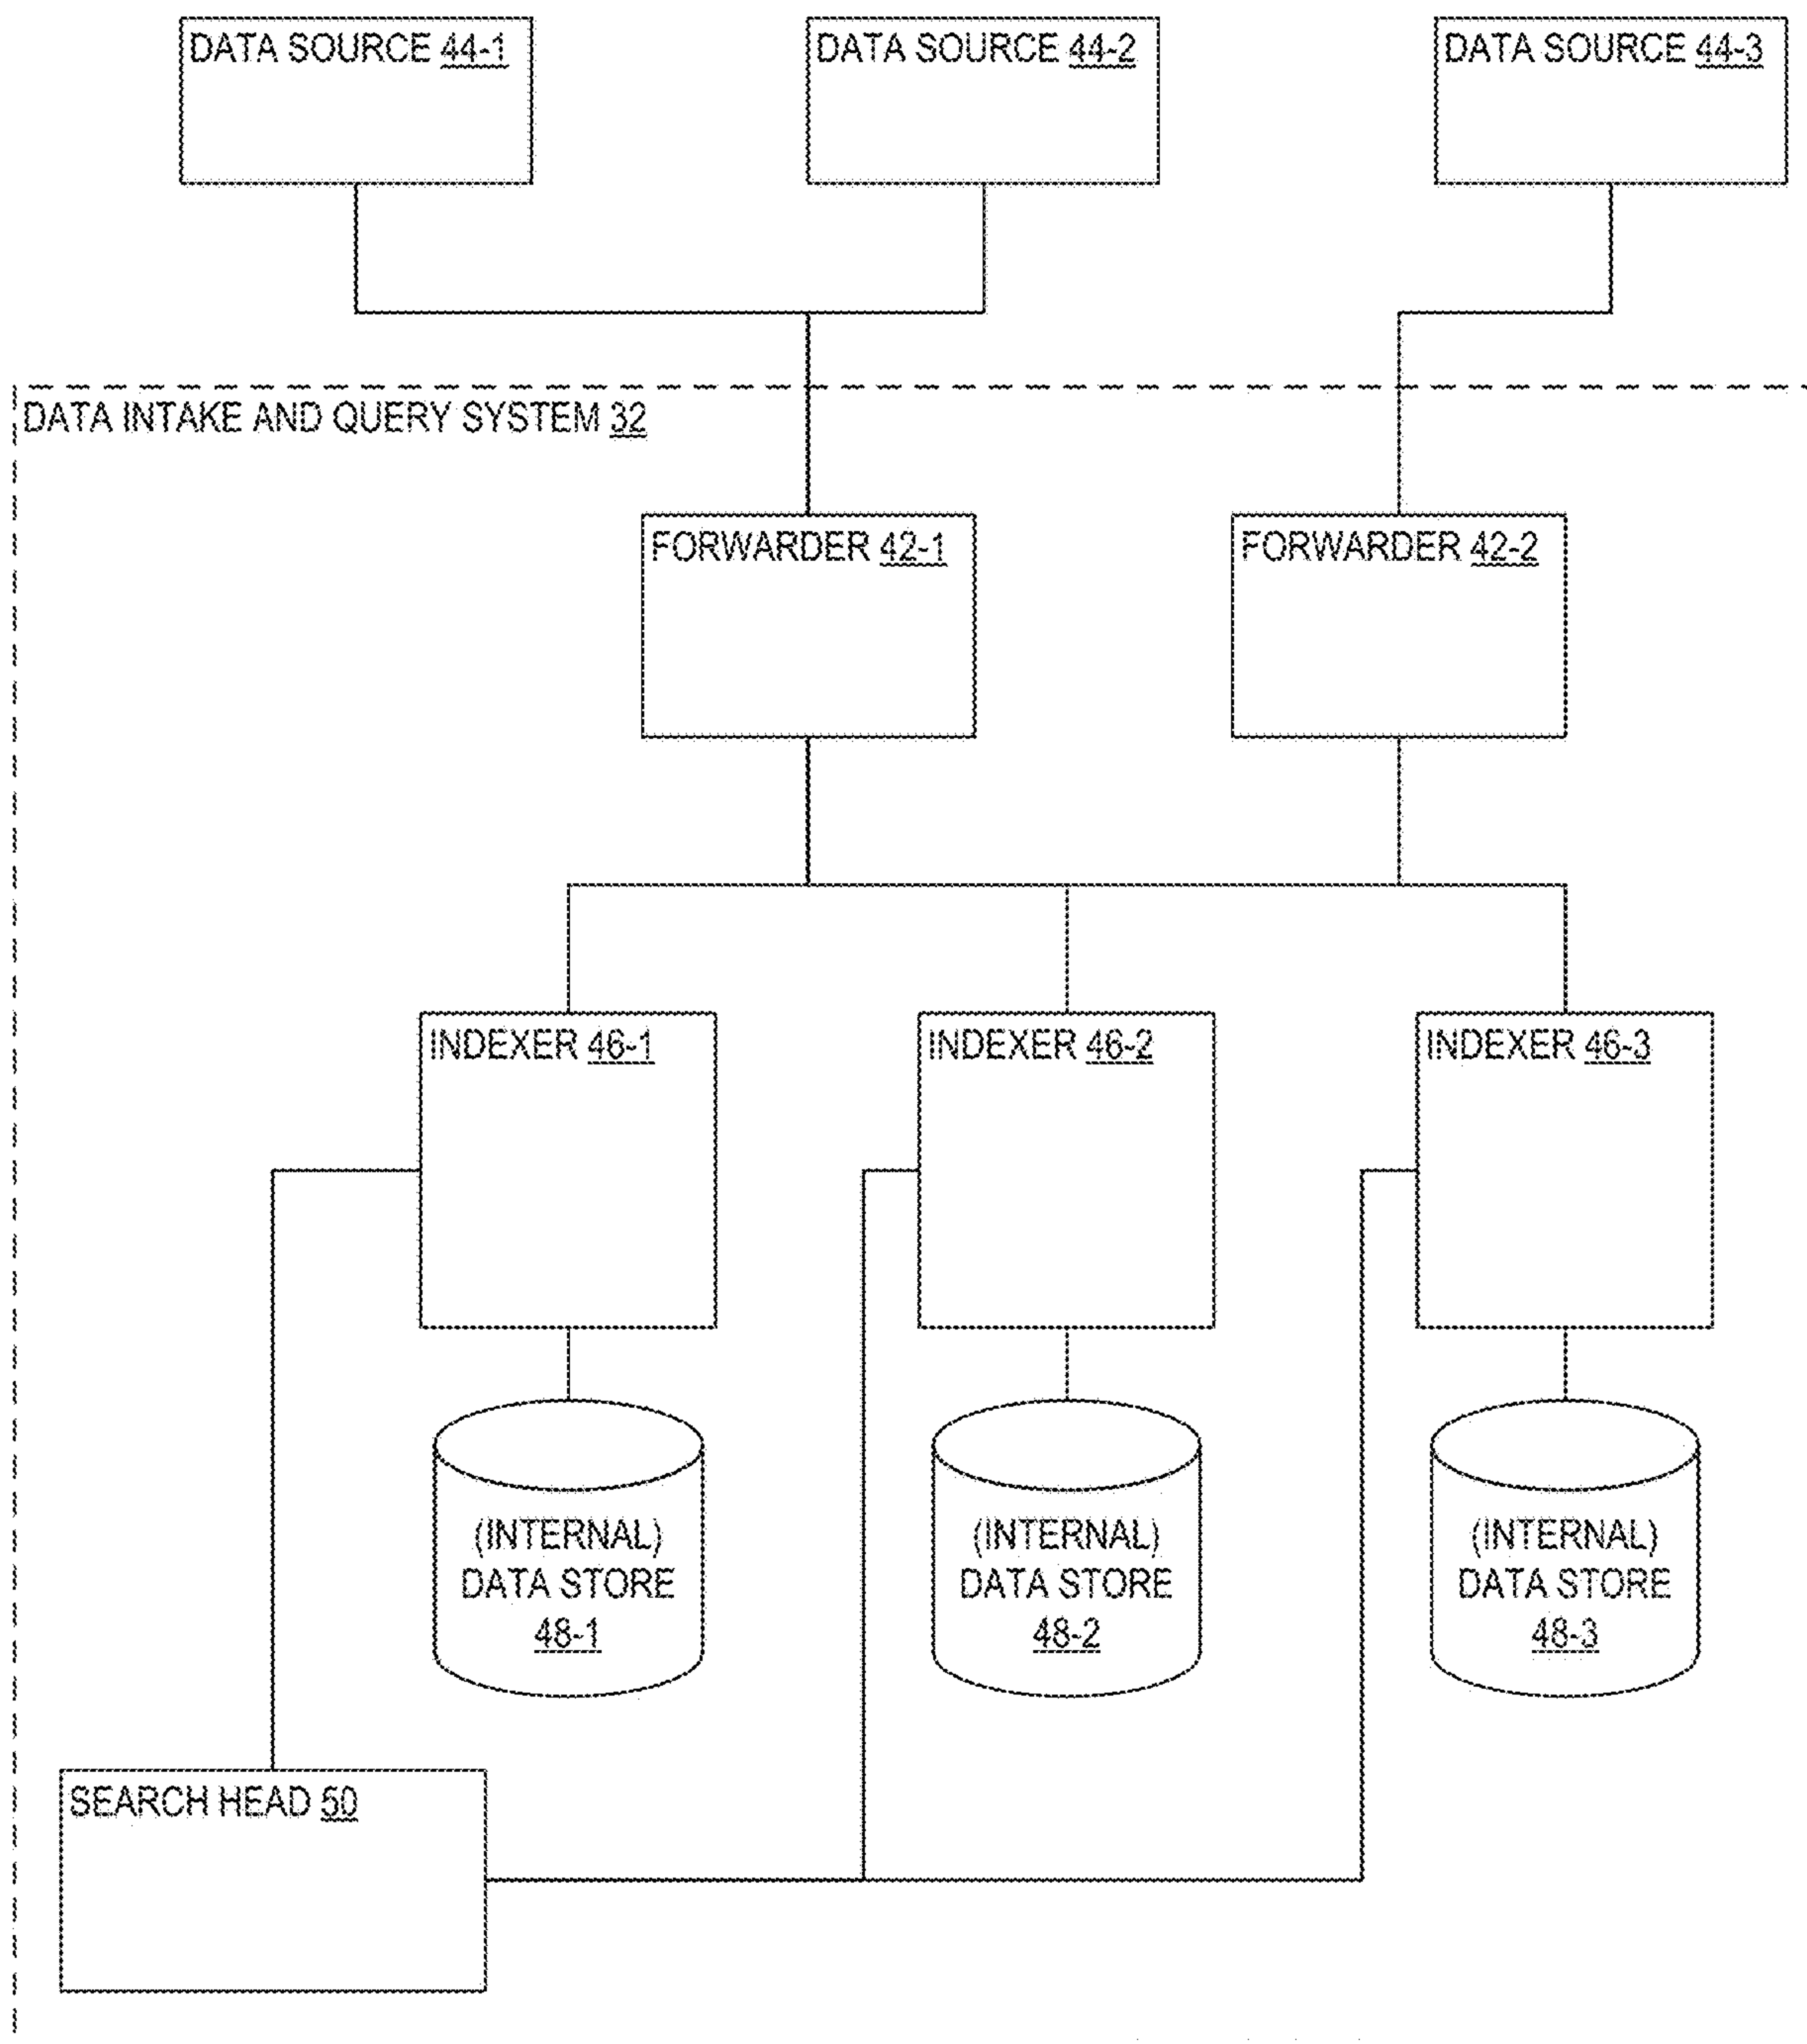 DATA SOURCE 44-1
DATA SOURCE 44-2
DATA SOURCE 44-3
DATA INTAKE AND QUERY SYSTEM 32
FORWARDER 42-1
FORWARDER 42-2
INDEXER 46-1
INDEXER 46-2
INDEXER 46-3
(INTERNAL)
DATA STORE
48-1
(INTERNAL)
DATA STORE
48-2
(INTERNAL)
DATA STORE
48-3
SEARCH HEAD 50